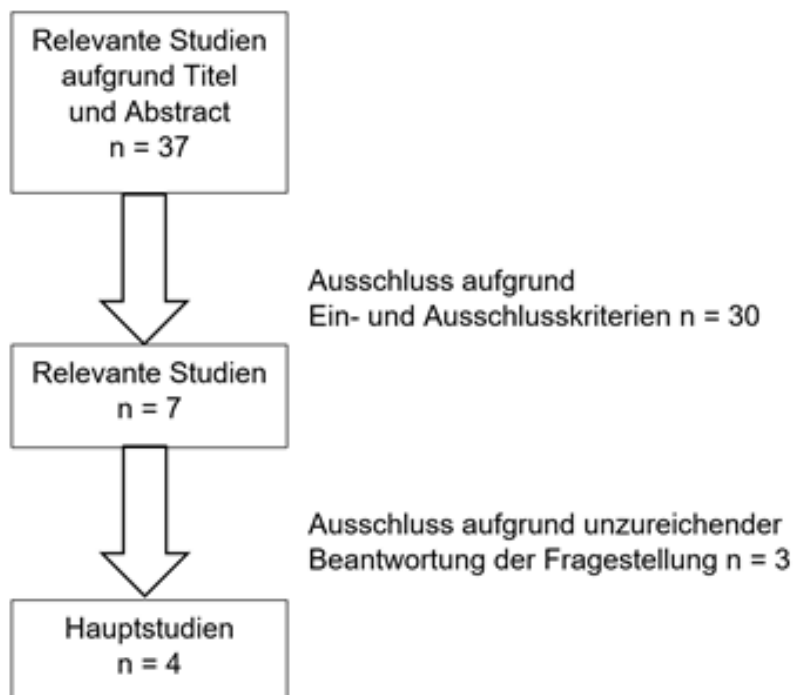 Relevante Studien
aufgrund Titel
und Abstract
n = 37
Ausschluss aufgrund
Ein- und Ausschlusskriterien n = 30
Relevante Studien
n = 7
Ausschluss aufgrund unzureichender
Beantwortung der Fragestellung n = 3
Hauptstudien
n = 4